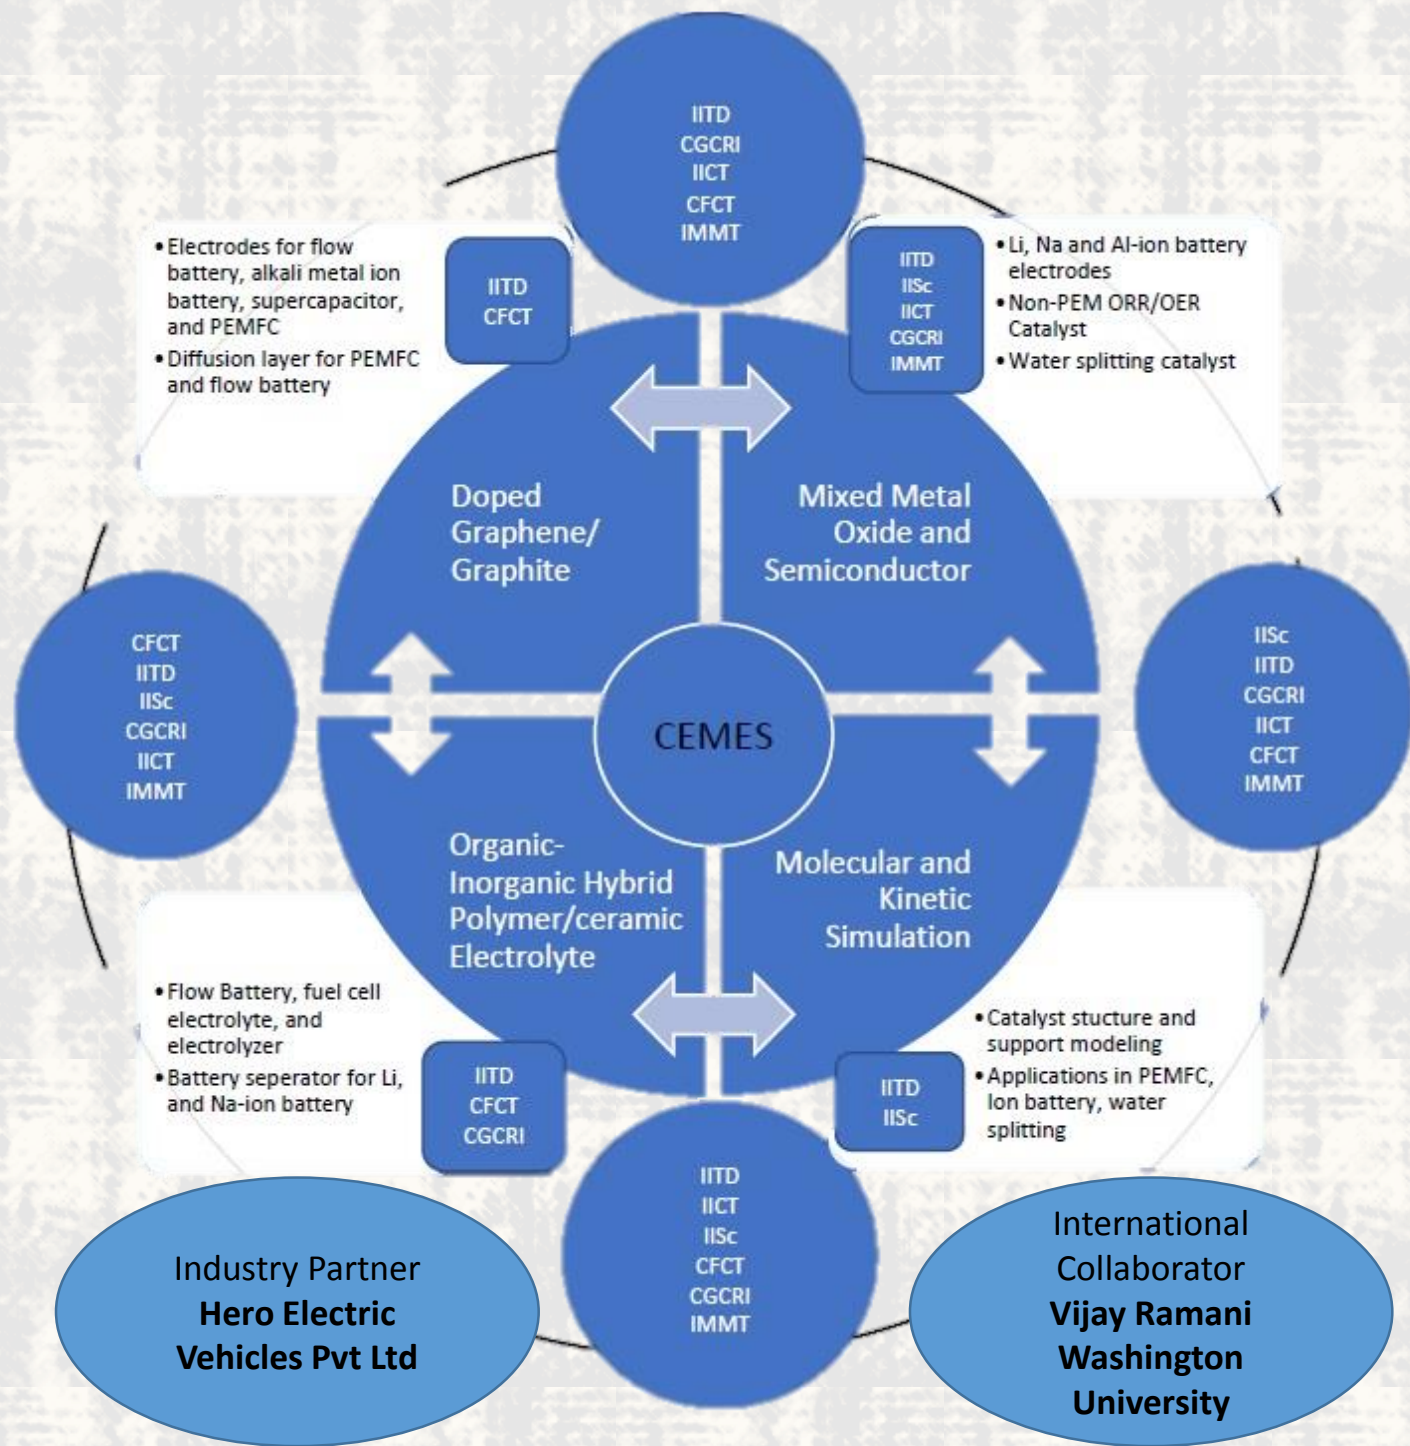 IITD
CGCRI
IICT
CFCT
IMMT
•Electrodes for flow
battery, alkali metal ion
battery, supercapacitor,
and PEMFC
•Diffusion layer for PEMFC
and flow battery
IITD
CFCT
IITD
IISc
IICT
CGCRI
IMMT
•Li, Na and Al-ion battery
electrodes
•Non-PEM ORR/OER
Catalyst
•Water splitting catalyst
Doped
Graphene/
Graphite
Mixed Metal
Oxide and
Semiconductor
CFCT
IITD
IISc
CGCRI
IICT
IMMT
CEMES
IISc
IITD
CGCRI
IICT
CFCT
IMMT
Organic-
Inorganic Hybrid
Polymer/ceramic
Electrolyte
Molecular and
Kinetic
Simulation
•Flow Battery, fuel cell
electrolyte, and
electrolyzer
•Battery seperator for Li,
and Na-ion battery
IITD
CFCT
CGCRI
IITD
IISc
•Catalyst stucture and
support modeling
•Applications in PEMFC,
Ion battery, water
splitting
IITD
IICT
IISc
CFCT
CGCRI
IMMT
Industry Partner
Hero Electric
Vehicles Pvt Ltd
International
Collaborator
Vijay Ramani
Washington
University